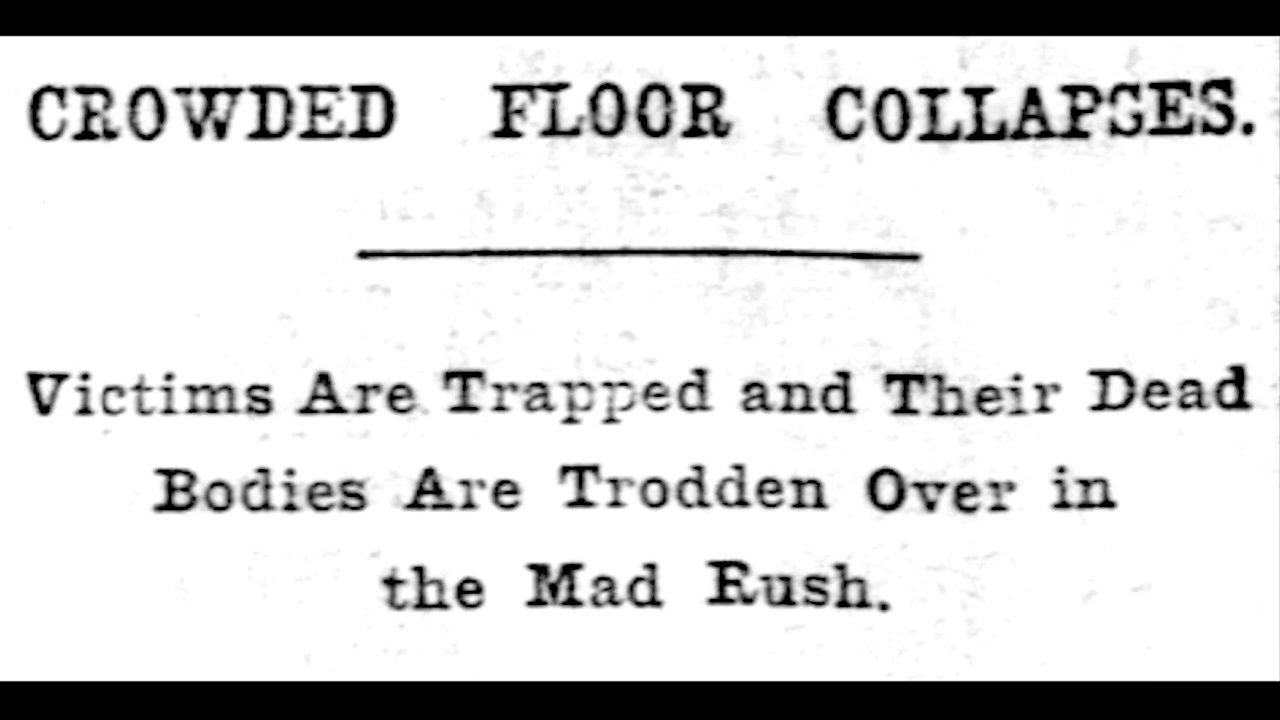 CROWDED FLOOR COLLAPSES.
Victims Are Trapped and Their Dead
Bodies Are Trodden Over in
the Mad Rush.